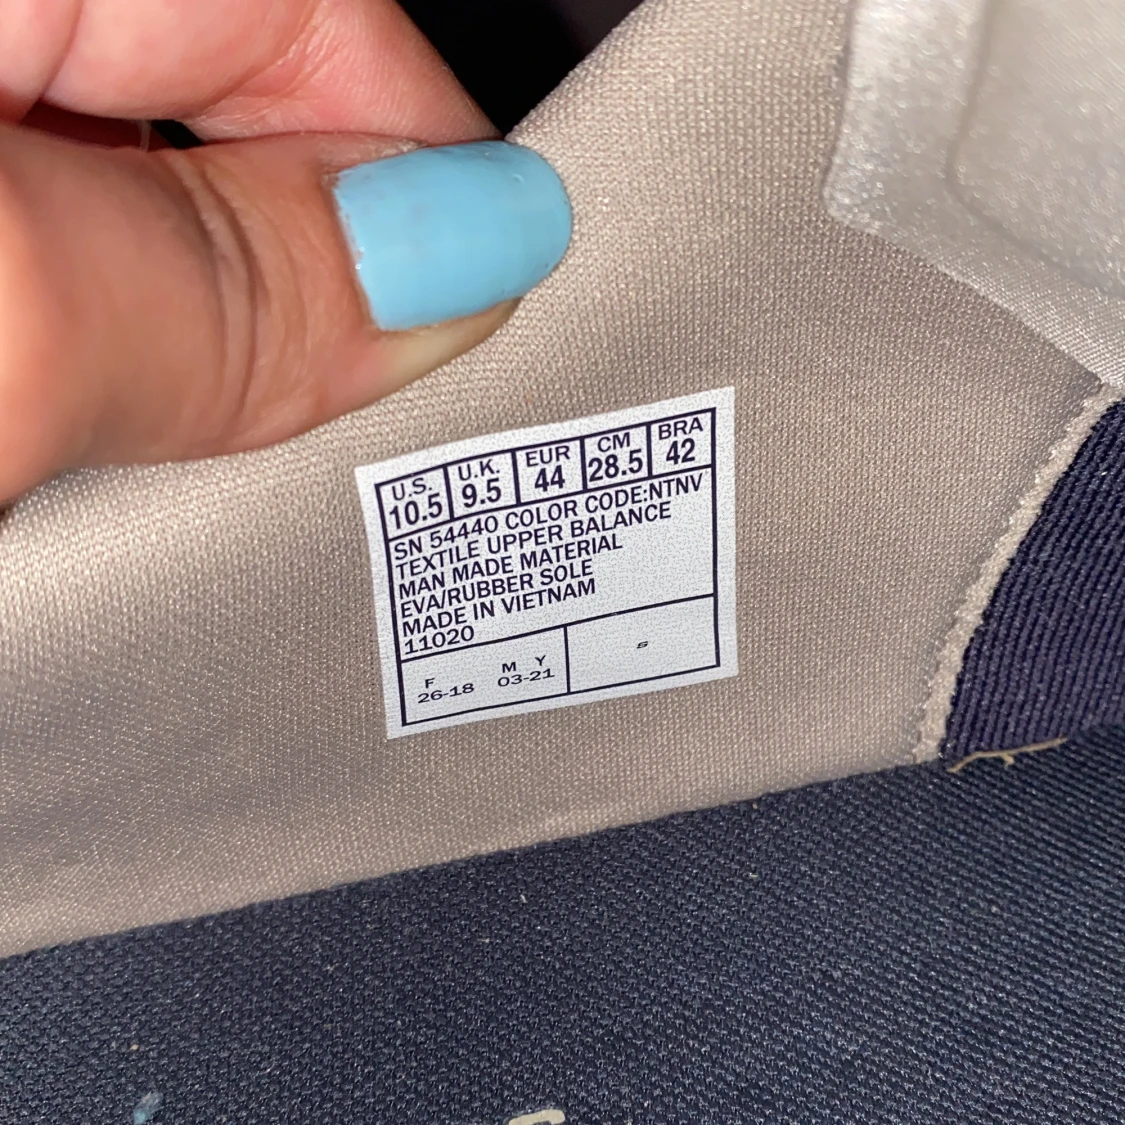 U.S. U.K. EUR CM BRA
10.5 9.5 44 28.5 42
SN 54440 COLOR CODE:NTNV
TEXTILE UPPER BALANCE
MAN MADE MATERIAL
EVA/RUBBER SOLE
MADE IN VIETNAM
11020
F M Y
26-18 03-21